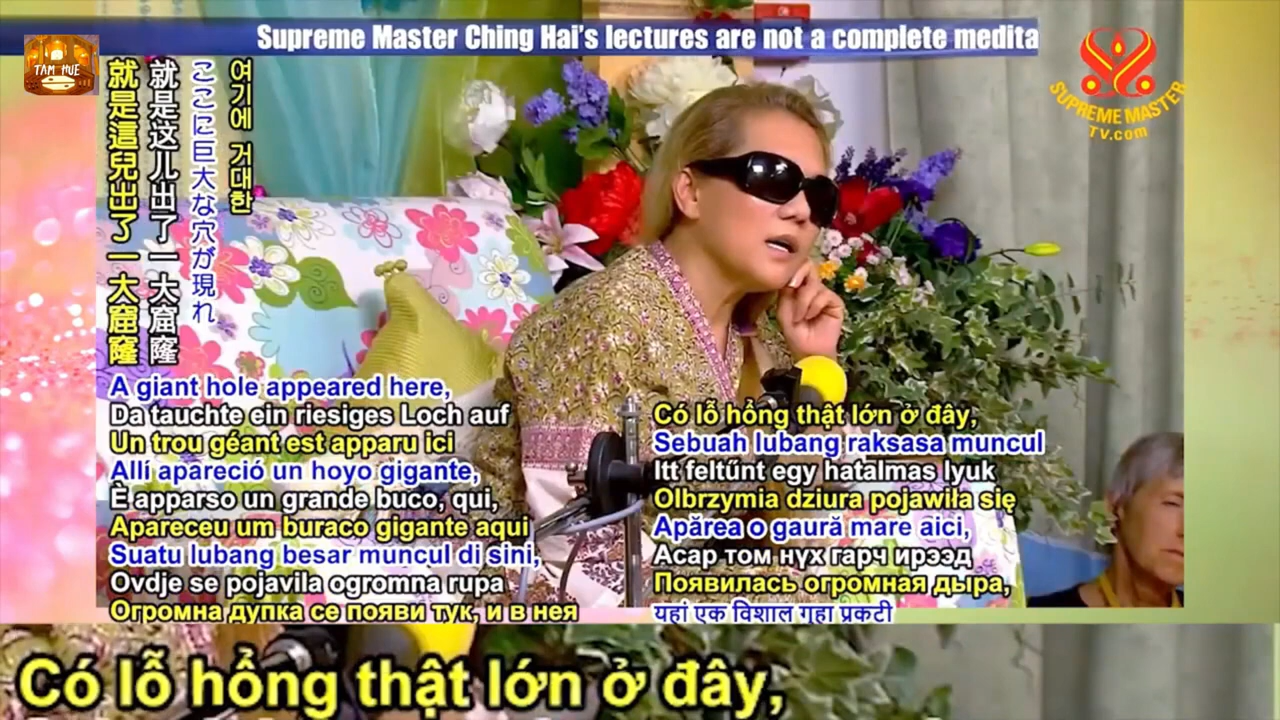 Supreme Master Ching Hai's lectures are not a complete medita
TAM HUE
SUPREME MASTER
TV.com
就是這兒出了一大窟窿
就是这儿出了一大窟窿
ここに巨大な穴が現れ
여기에 거대한
A giant hole appeared here,
Da tauchte ein riesiges Loch auf
Un trou géant est apparu ici
Allí apareció un hoyo gigante,
È apparso un grande buco, qui,
Apareceu um buraco gigante aqui
Suatu lubang besar muncul di sini,
Ovdje se pojavila ogromna rupa
Огромна дупка се появи тук, и в нея
Có lỗ hổng thật lớn ở đây,
Sebuah lubang raksasa muncul
Itt feltűnt egy hatalmas lyuk
Olbrzymia dziura pojawiła się
Apărea o gaură mare aici,
Асар том нүх гарч ирээд
Появилась огромная дыра,
यहां एक विशाल गुहा प्रकटी
Có lỗ hổng thật lớn ở đây,